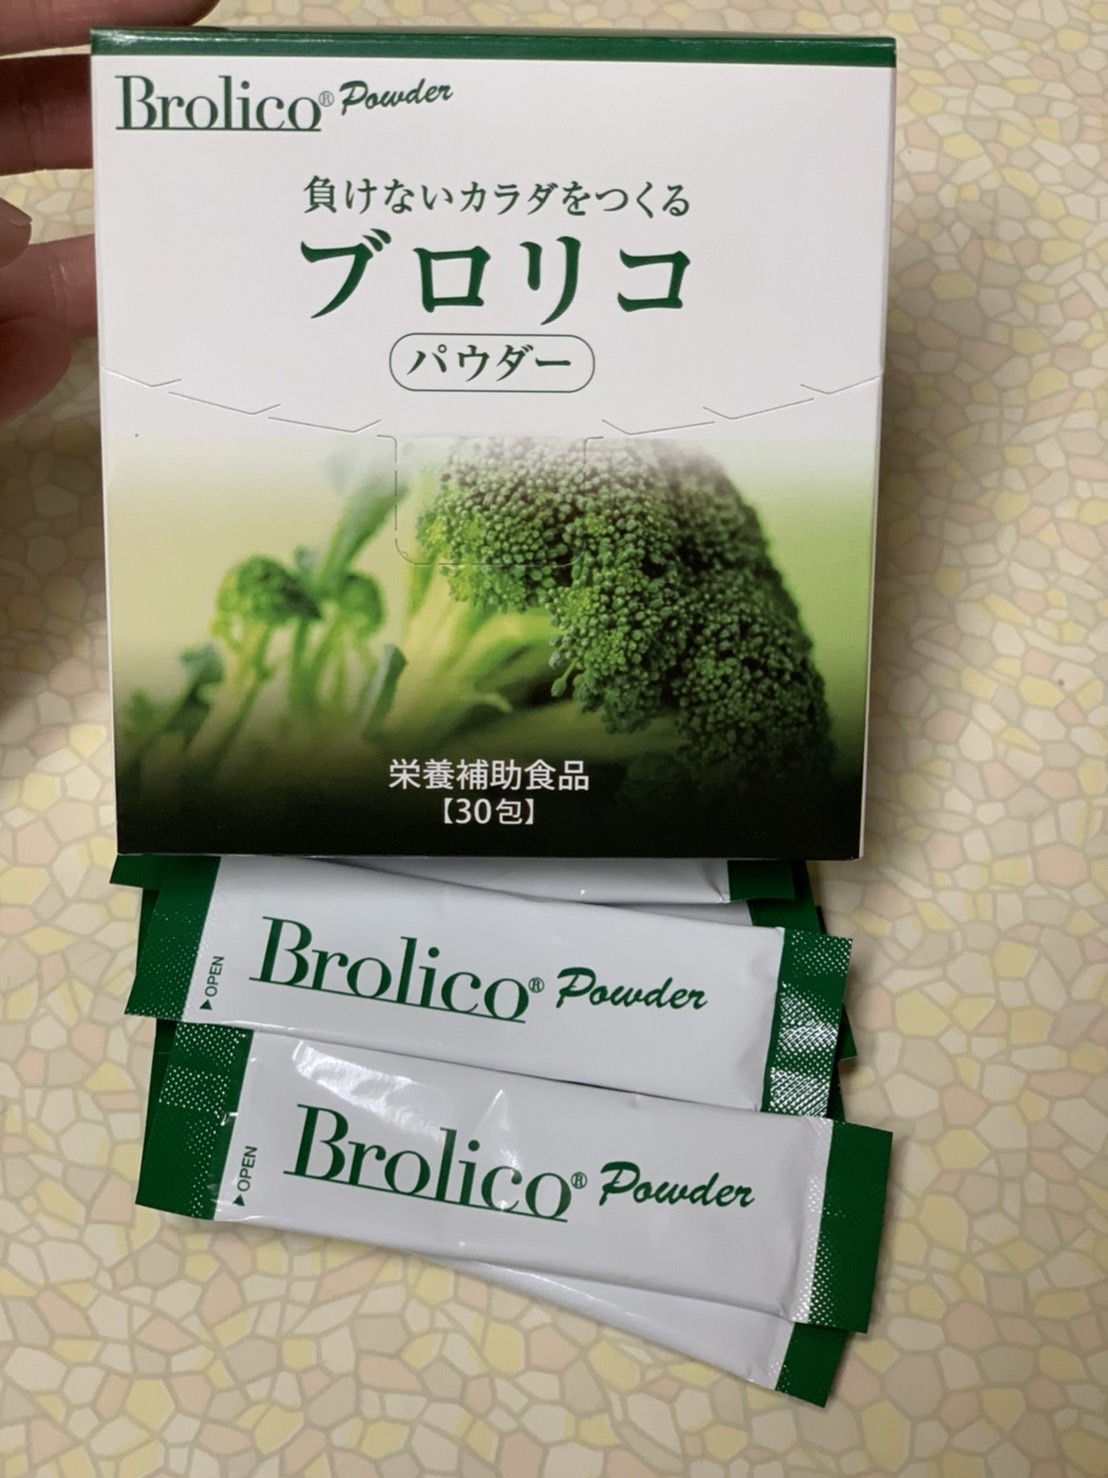 Brolico® Powder
負けないカラダをつくる
ブロリコ
パウダー
栄養補助食品
【30包】
▲OPEN
Brolico® Powder
▲OPEN
Brolico® Powder